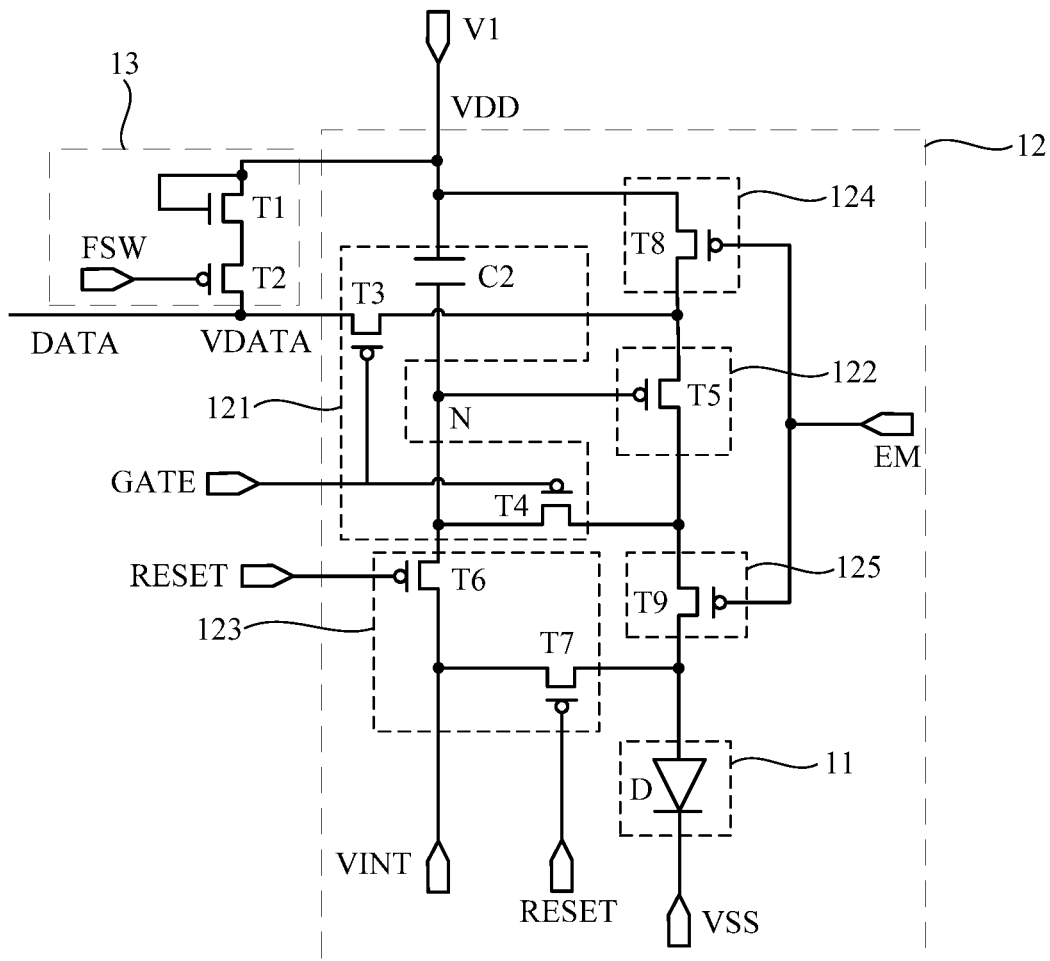 V1
13
VDD
12
T1
124
FSW
T8
T2
C2
T3
DATA
VDATA
122
T5
121
N
EM
GATE
T4
RESET
T6
125
T9
123
T7
11
D
VINT
RESET
VSS